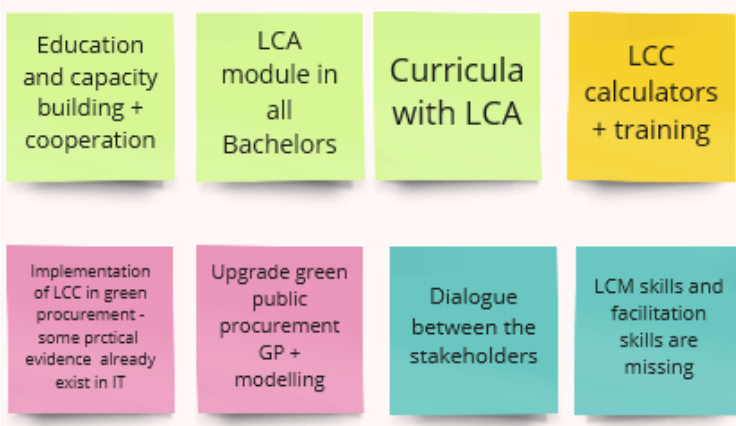 Education
and capacity
building +
cooperation
LCA
module in
all
Bachelors
Curricula
with LCA
LCC
calculators
+ training
Implementation
of LCC in green
procurement -
some prctical
evidence already
exist in IT
Upgrade green
public
procurement
GP +
modelling
Dialogue
between the
stakeholders
LCM skills and
facilitation
skills are
missing